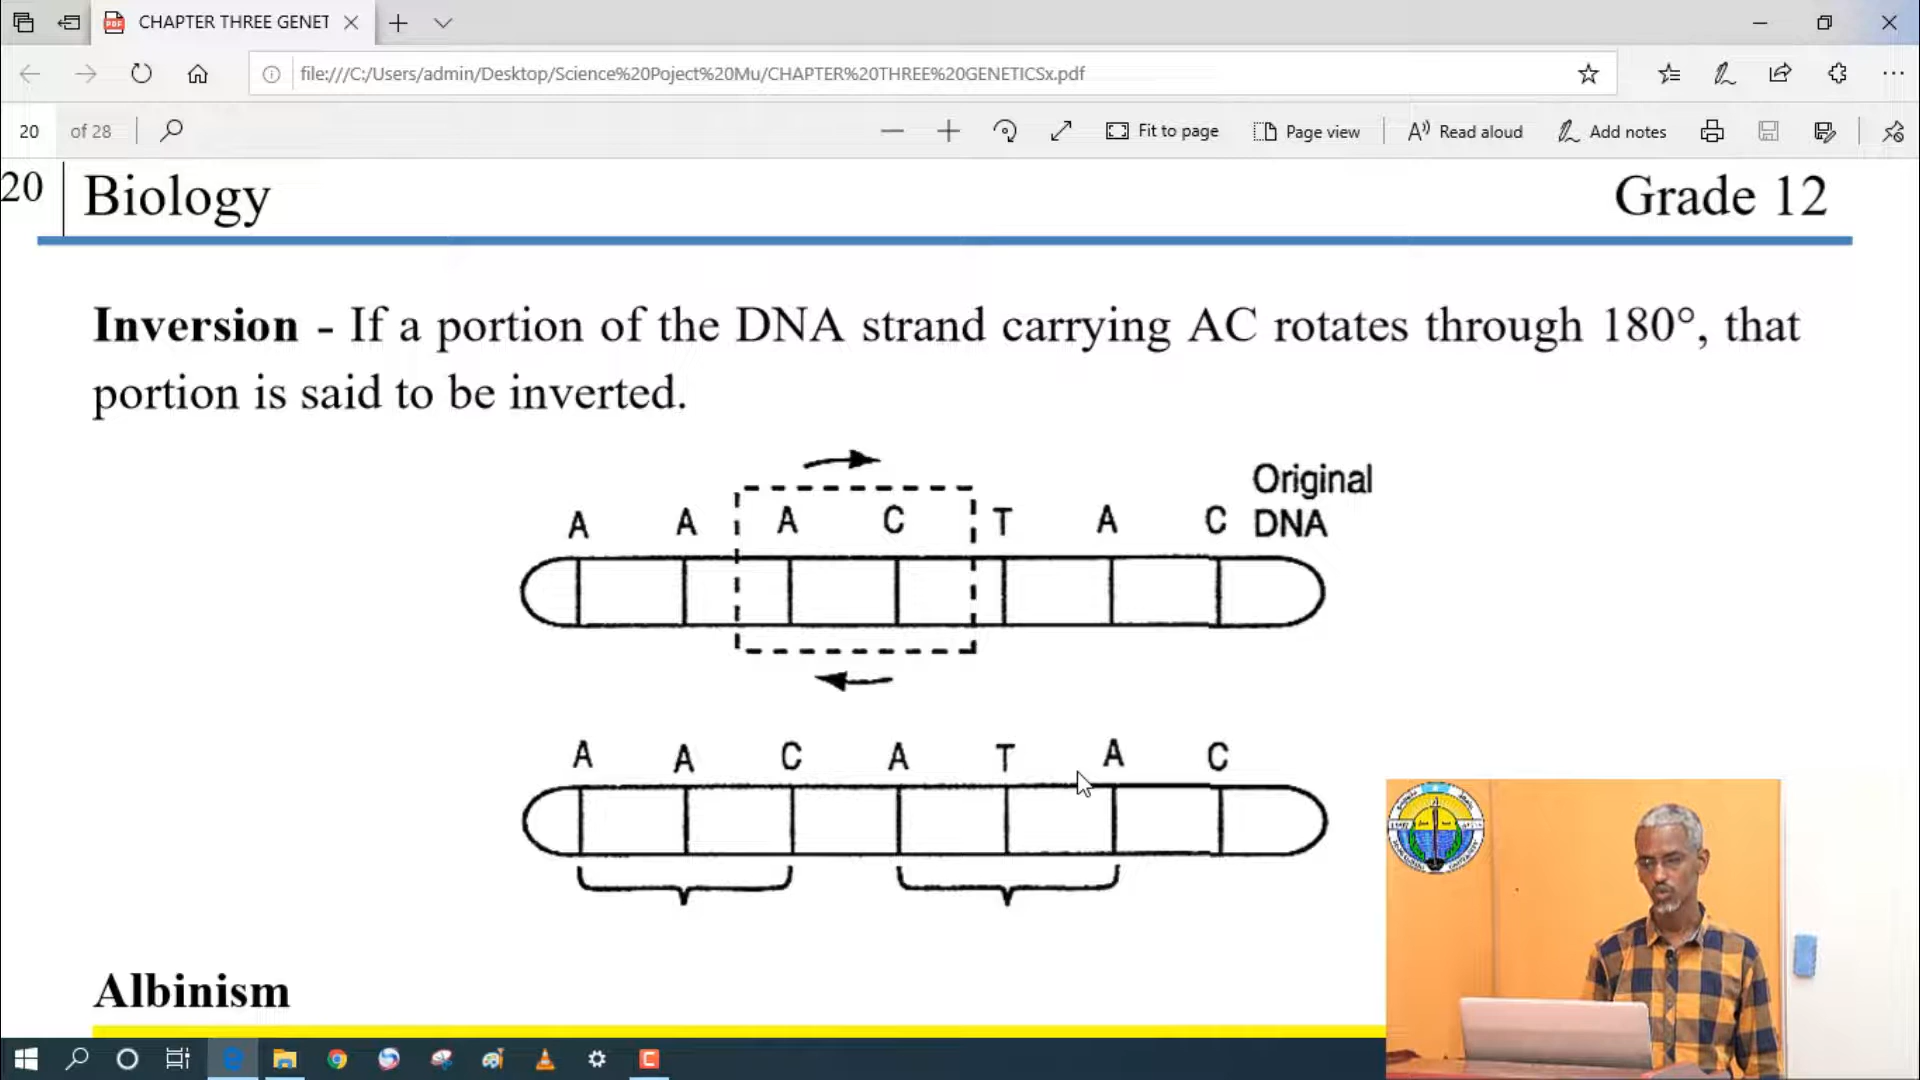 CHAPTER THREE GENET
file:///C:/Users/admin/Desktop/Science%20Poject%20Mu/CHAPTER%20THREE%20GENETICSx.pdf
20 of 28
Fit to page
Page view
Read aloud
Add notes
20 Biology Grade 12
Inversion - If a portion of the DNA strand carrying AC rotates through 180°, that
portion is said to be inverted.
Original
A A A C T A C DNA
A A C A T A C
Albinism